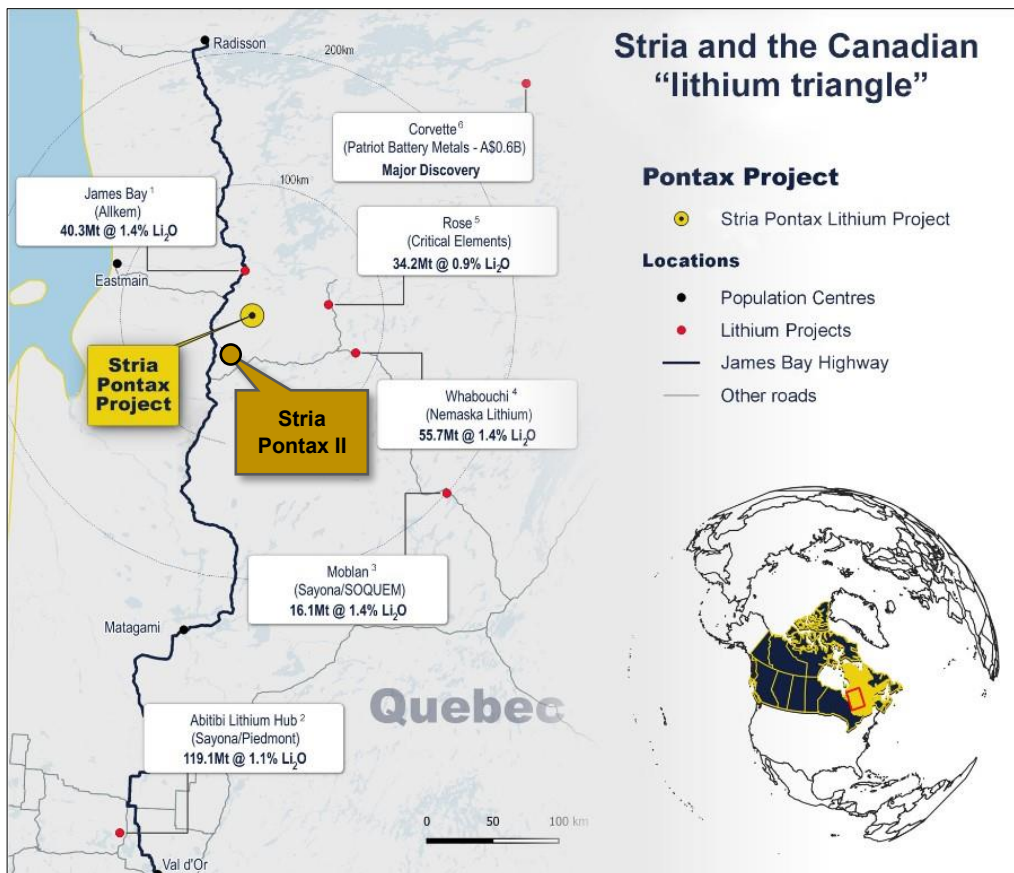 Stria and the Canadian
“lithium triangle”
Radisson
200km
Corvette 6
(Patriot Battery Metals - A$0.6B)
Major Discovery
100km
James Bay 1
(Allkem)
40.3Mt @ 1.4% Li2O
Rose 5
(Critical Elements)
34.2Mt @ 0.9% Li2O
Eastmain
Stria
Pontax
Project
Stria
Pontax II
Whabouchi 4
(Nemaska Lithium)
55.7Mt @ 1.4% Li2O
Moblan 3
(Sayona/SOQUEM)
16.1Mt @ 1.4% Li2O
Matagami
Quebec
Abitibi Lithium Hub 2
(Sayona/Piedmont)
119.1Mt @ 1.1% Li2O
Val d'Or
0 50 100 km
Pontax Project
Stria Pontax Lithium Project
Locations
Population Centres
Lithium Projects
James Bay Highway
Other roads